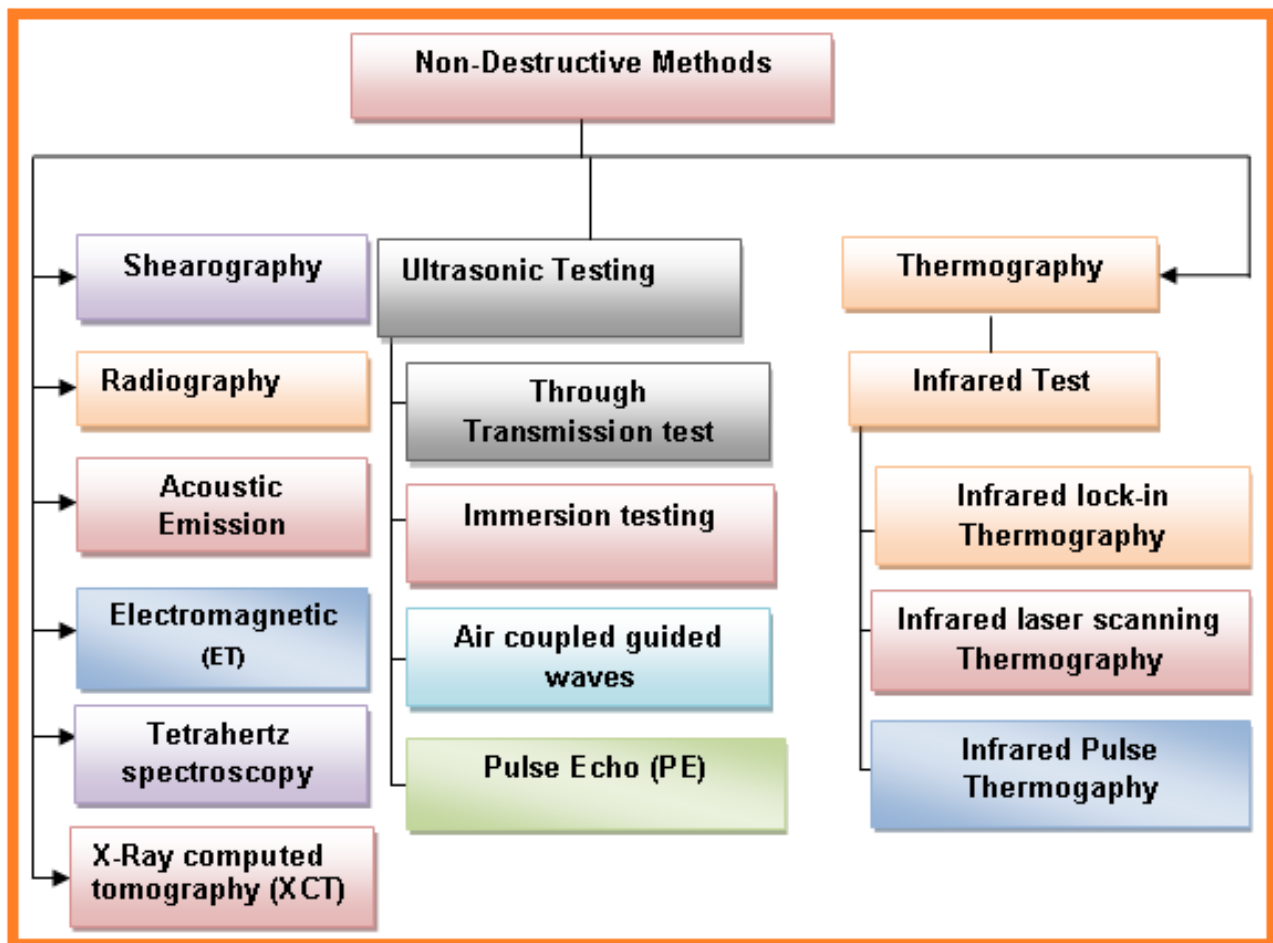 Non-Destructive Methods
Shearography
Radiography
Acoustic
Emission
Electromagnetic
(ET)
Tetrahertz
spectroscopy
X-Ray computed
tomography (XCT)
Ultrasonic Testing
Through
Transmission test
Immersion testing
Air coupled guided
waves
Pulse Echo (PE)
Thermography
Infrared Test
Infrared lock-in
Thermography
Infrared laser scanning
Thermography
Infrared Pulse
Thermogaphy